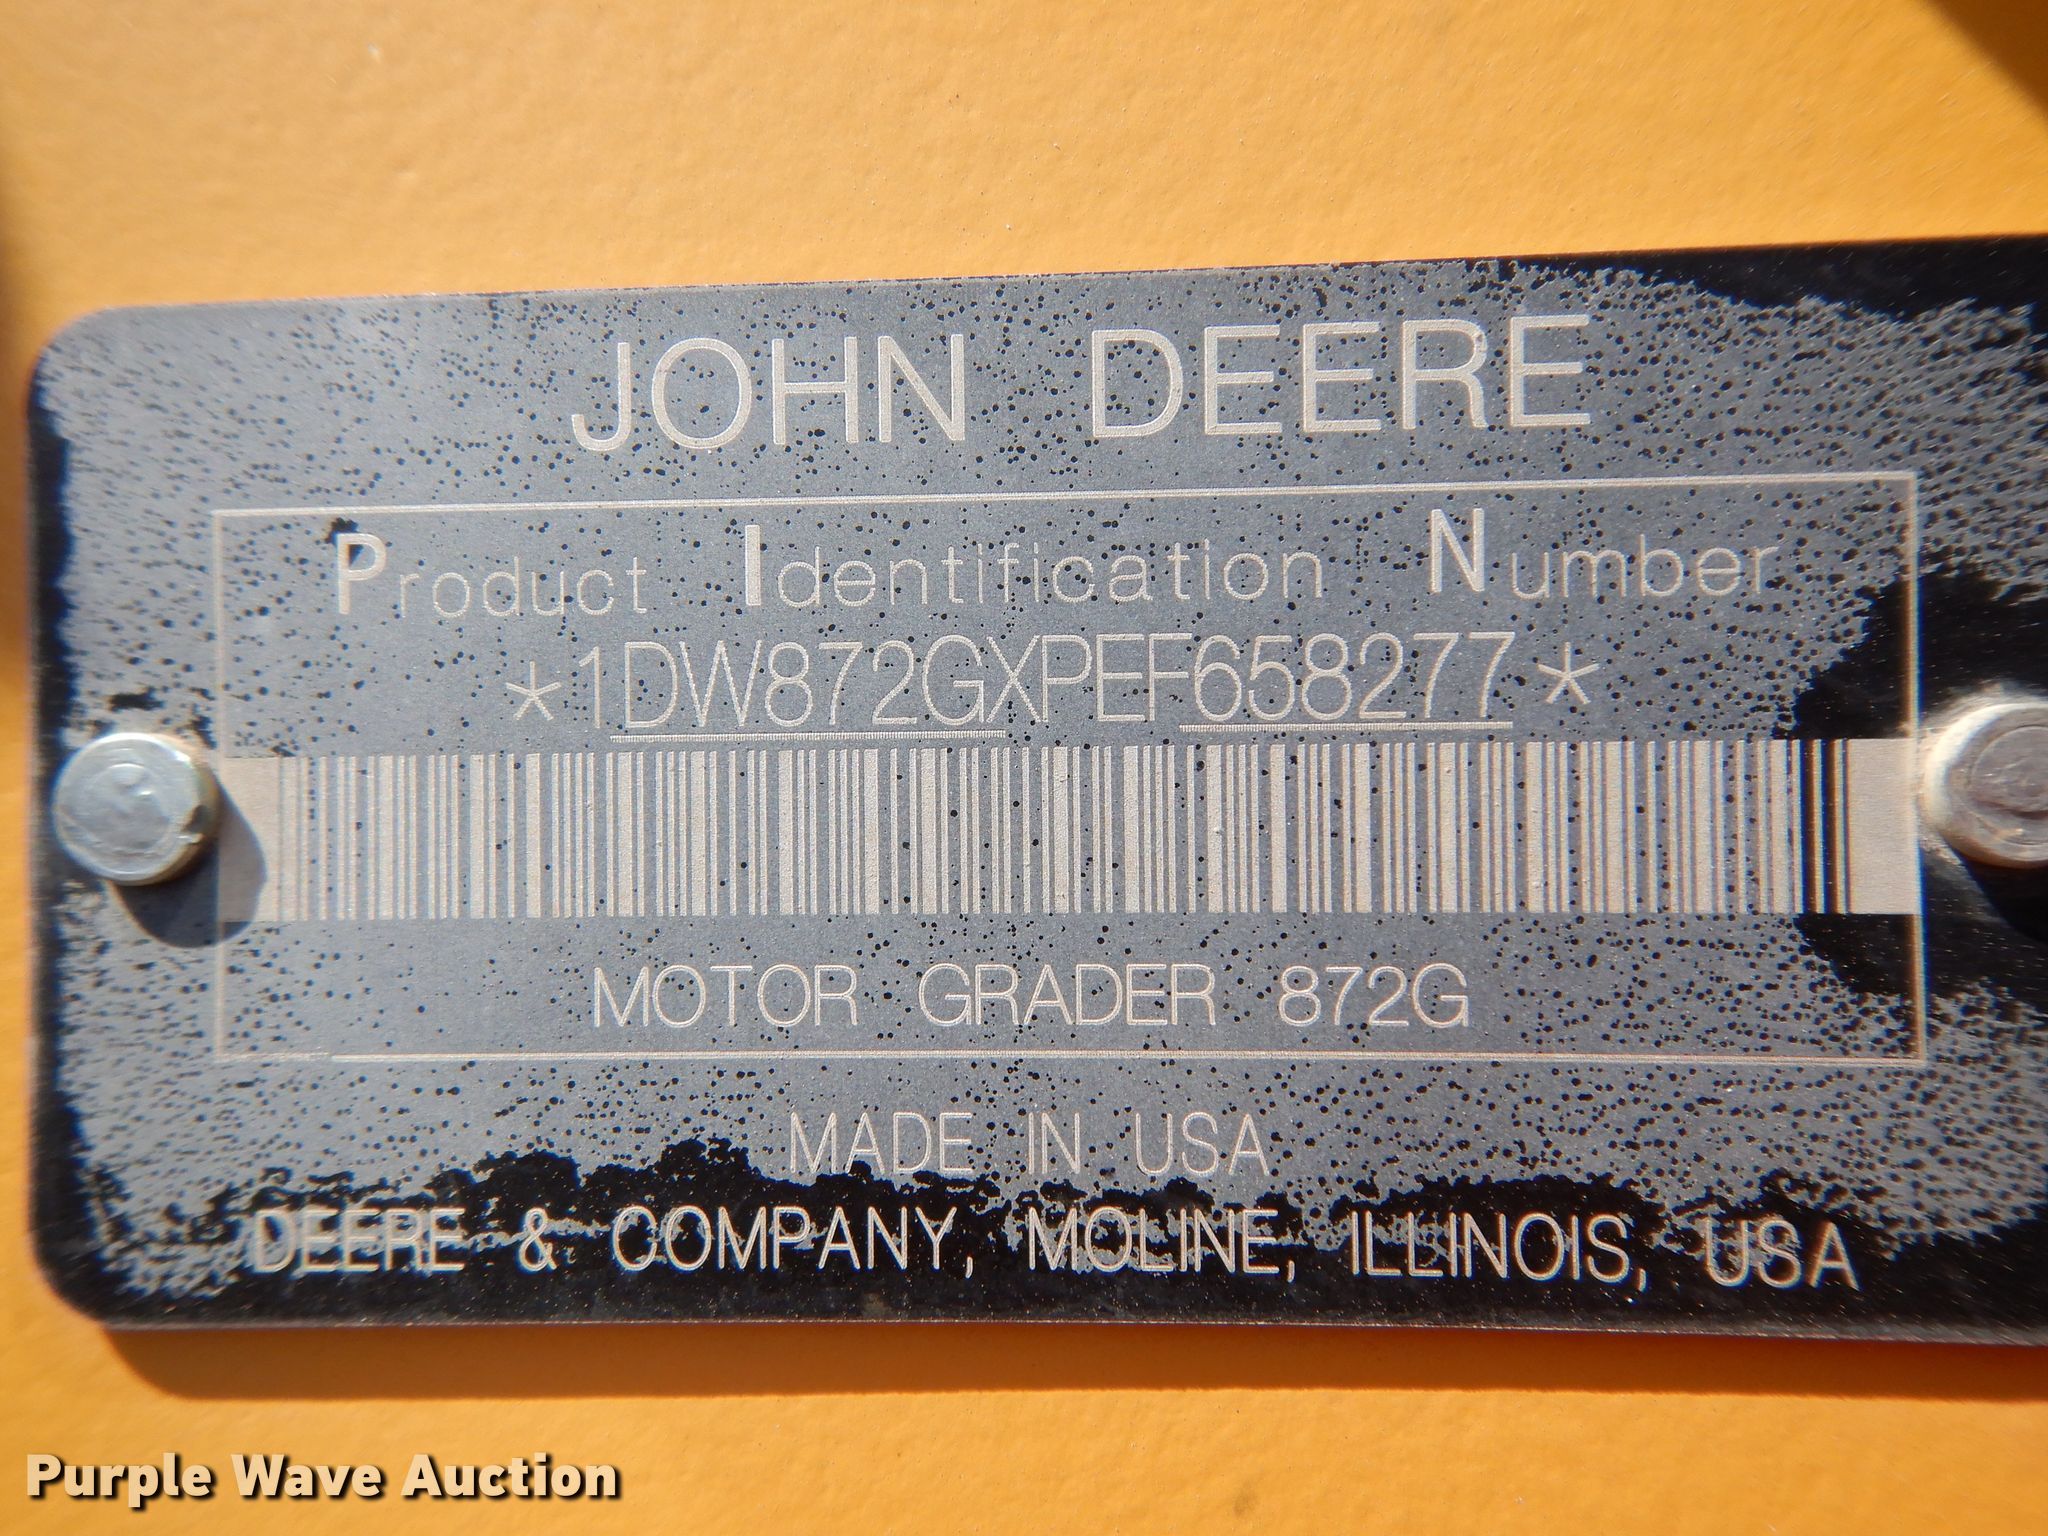 JOHN DEERE
Product Identification Number
*1DW872GXPEF658277*
MOTOR GRADER 872G
MADE IN USA
DEERE & COMPANY, MOLINE, ILLINOIS, USA
Purple Wave Auction